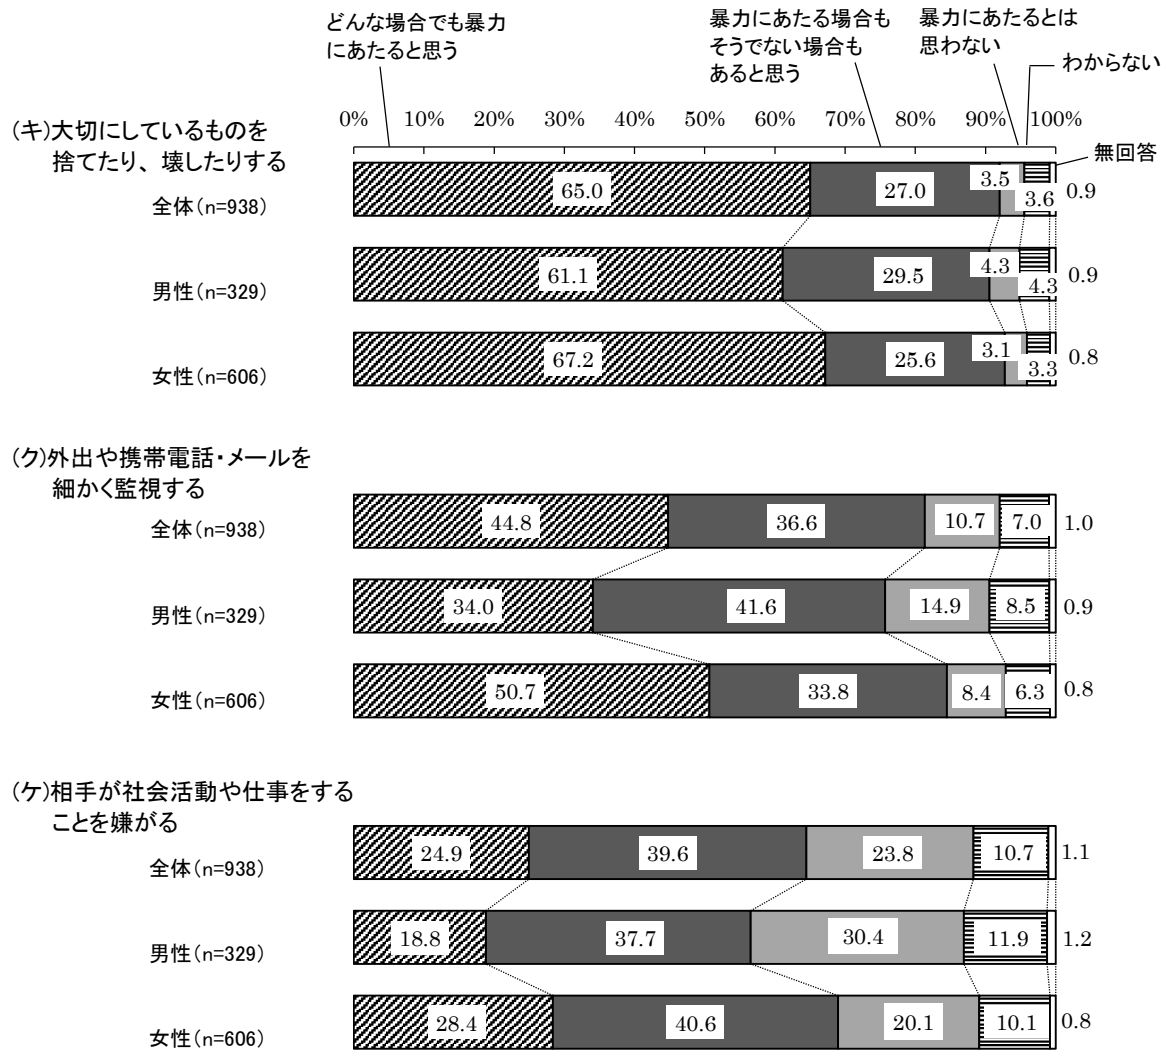 どんな場合でも暴力
にあたると思う
暴力にあたる場合も
そうでない場合も
あると思う
暴力にあたるとは
思わない
わからない
無回答
0% 10% 20% 30% 40% 50% 60% 70% 80% 90% 100%
(キ)大切にしているものを
捨てたり、壊したりする
全体(n=938) 65.0 27.0 3.5 3.6 0.9
男性(n=329) 61.1 29.5 4.3 4.3 0.9
女性(n=606) 67.2 25.6 3.1 3.3 0.8
(ク)外出や携帯電話・メールを
細かく監視する
全体(n=938) 44.8 36.6 10.7 7.0 1.0
男性(n=329) 34.0 41.6 14.9 8.5 0.9
女性(n=606) 50.7 33.8 8.4 6.3 0.8
(ケ)相手が社会活動や仕事をする
ことを嫌がる
全体(n=938) 24.9 39.6 23.8 10.7 1.1
男性(n=329) 18.8 37.7 30.4 11.9 1.2
女性(n=606) 28.4 40.6 20.1 10.1 0.8